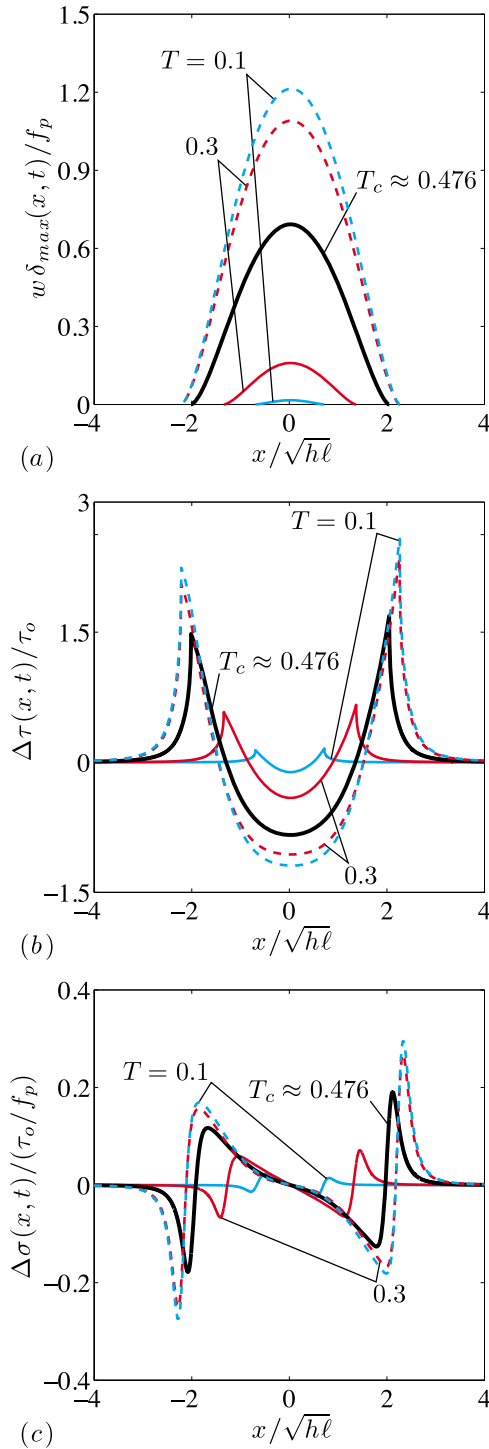 1.5
T = 0.1
1.2
0.3
0.9
T_c ≈ 0.476
w δ_max(x, t)/f_p
0.6
0.3
0
−4 −2 0 2 4
(a) x/√hℓ
3
T = 0.1
1.5
T_c ≈ 0.476
Δτ(x, t)/τ_o
0
0.3
−1.5
−4 −2 0 2 4
(b) x/√hℓ
0.4
T = 0.1
T_c ≈ 0.476
0.2
Δσ(x, t)/(τ_o/f_p)
0
−0.2
0.3
−0.4
−4 −2 0 2 4
(c) x/√hℓ